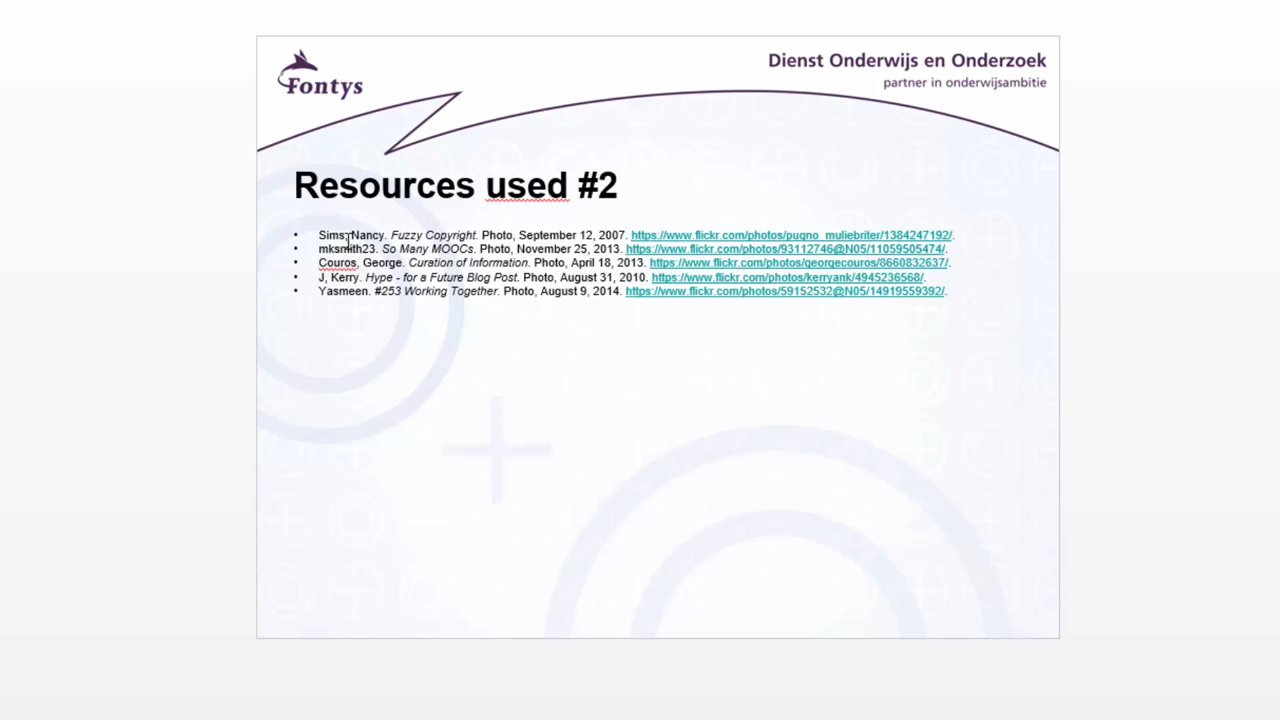 Fontys
Dienst Onderwijs en Onderzoek
partner in onderwijsambitie
Resources used #2
• Sims, Nancy. Fuzzy Copyright. Photo, September 12, 2007. https://www.flickr.com/photos/pugno_muliebriter/1384247192/.
• mksmith23. So Many MOOCs. Photo, November 25, 2013. https://www.flickr.com/photos/93112746@N05/11059505474/.
• Couros, George. Curation of Information. Photo, April 18, 2013. https://www.flickr.com/photos/georgecouros/8660832637/.
• J, Kerry. Hype - for a Future Blog Post. Photo, August 31, 2010. https://www.flickr.com/photos/kerryank/4945236568/.
• Yasmeen. #253 Working Together. Photo, August 9, 2014. https://www.flickr.com/photos/59152532@N05/14919559392/.